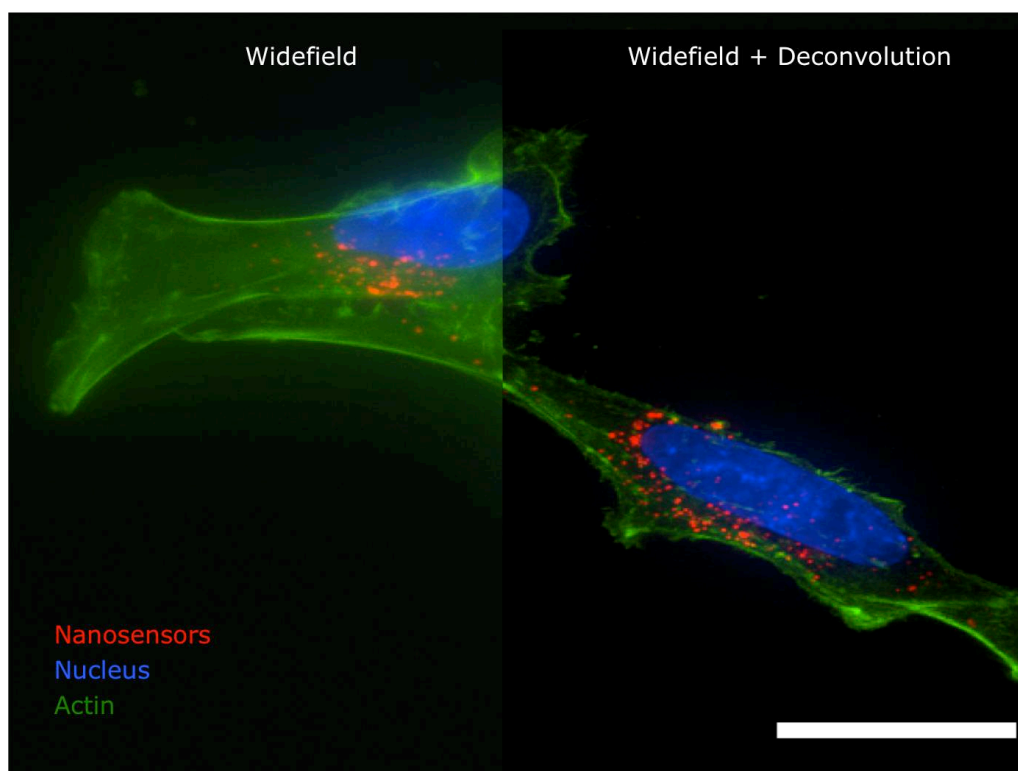 Widefield
Widefield + Deconvolution
Nanosensors
Nucleus
Actin